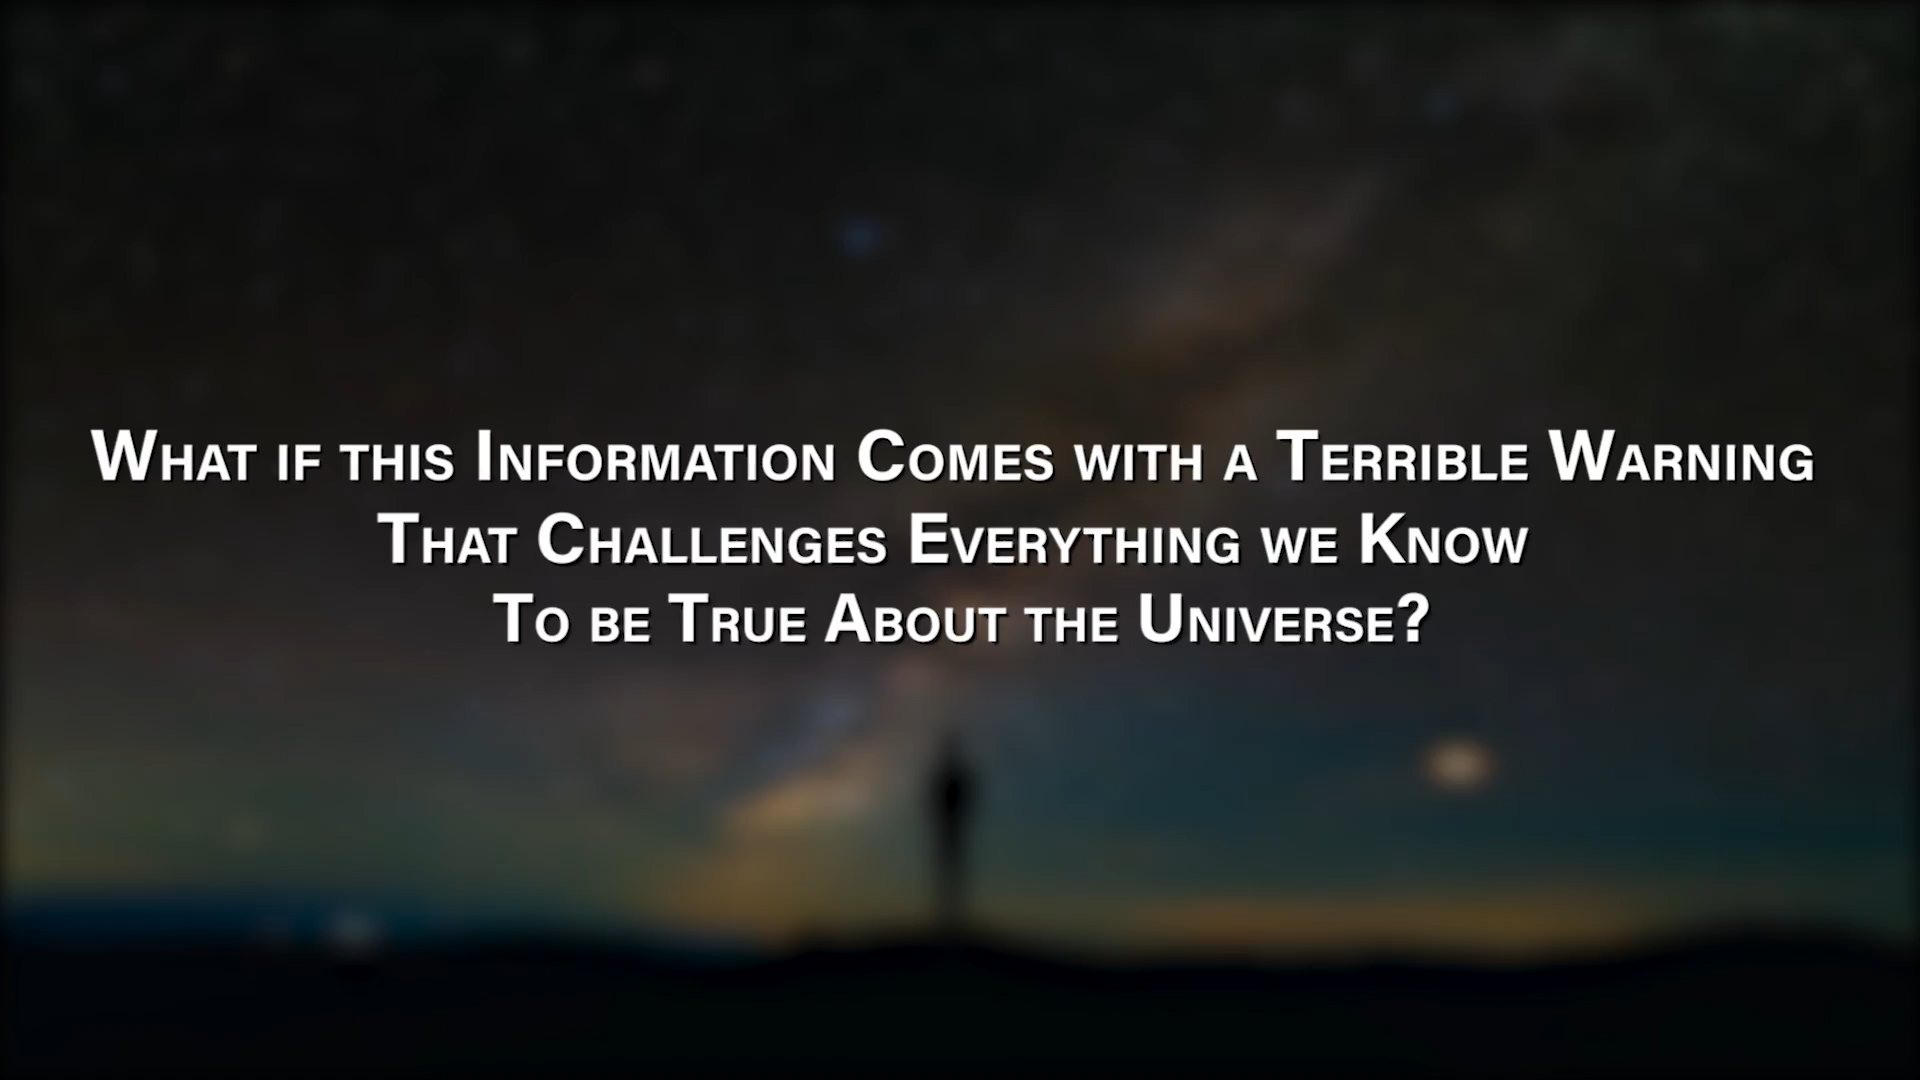 What if this Information Comes with a Terrible Warning
That Challenges Everything we Know
To be True About the Universe?